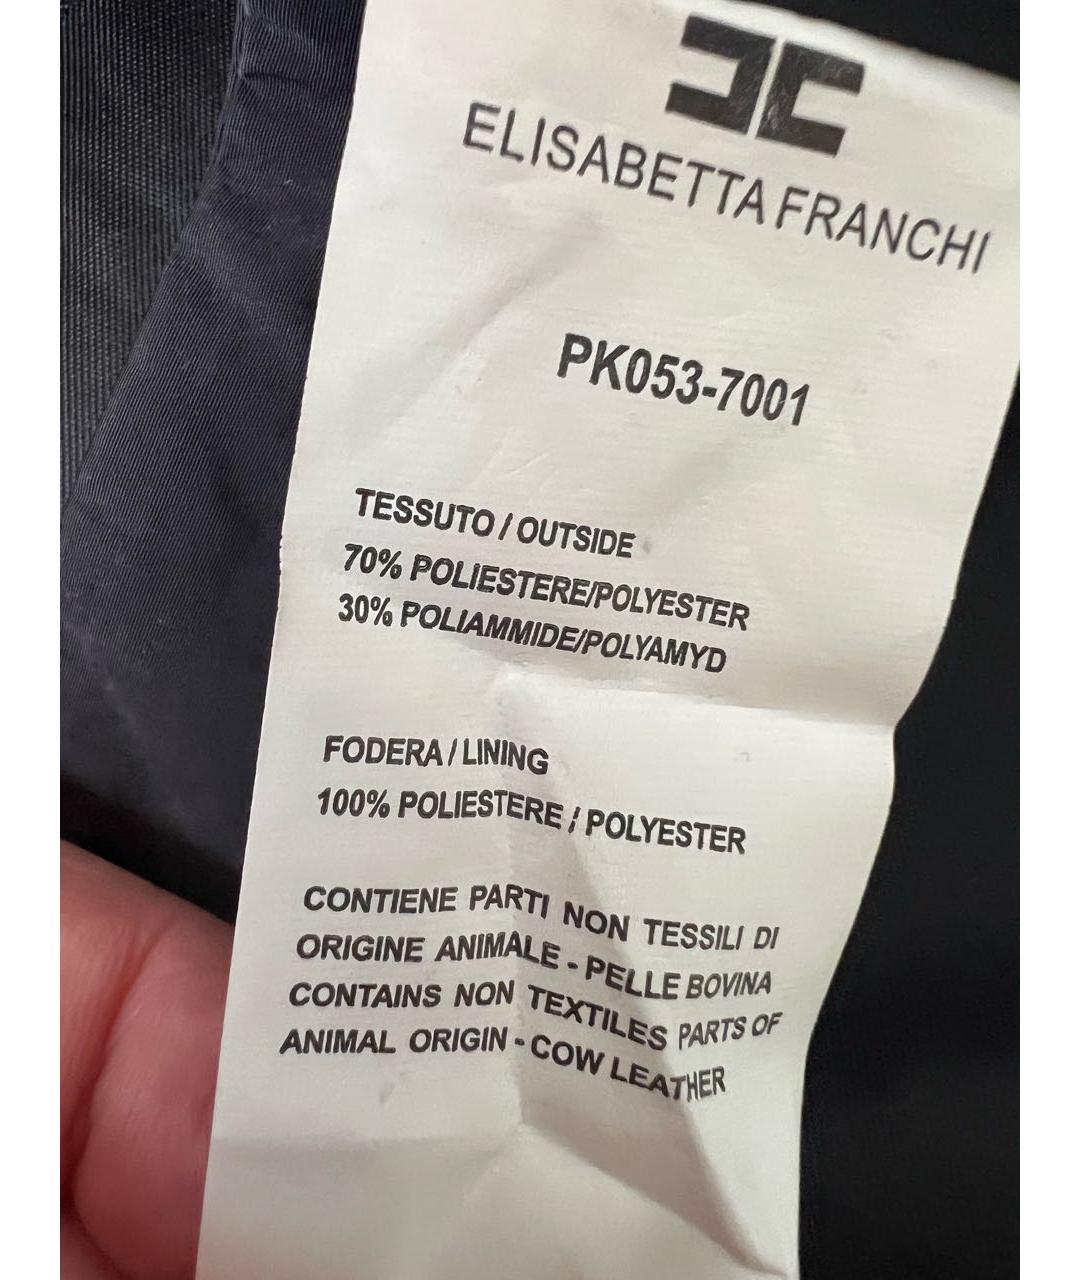 ELISABETTA FRANCHI
PK053-7001
TESSUTO / OUTSIDE
70% POLIESTERE/POLYESTER
30% POLIAMMIDE/POLYAMYD
FODERA / LINING
100% POLIESTERE / POLYESTER
CONTIENE PARTI NON TESSILI DI
ORIGINE ANIMALE - PELLE BOVINA
CONTAINS NON TEXTILES PARTS OF
ANIMAL ORIGIN - COW LEATHER